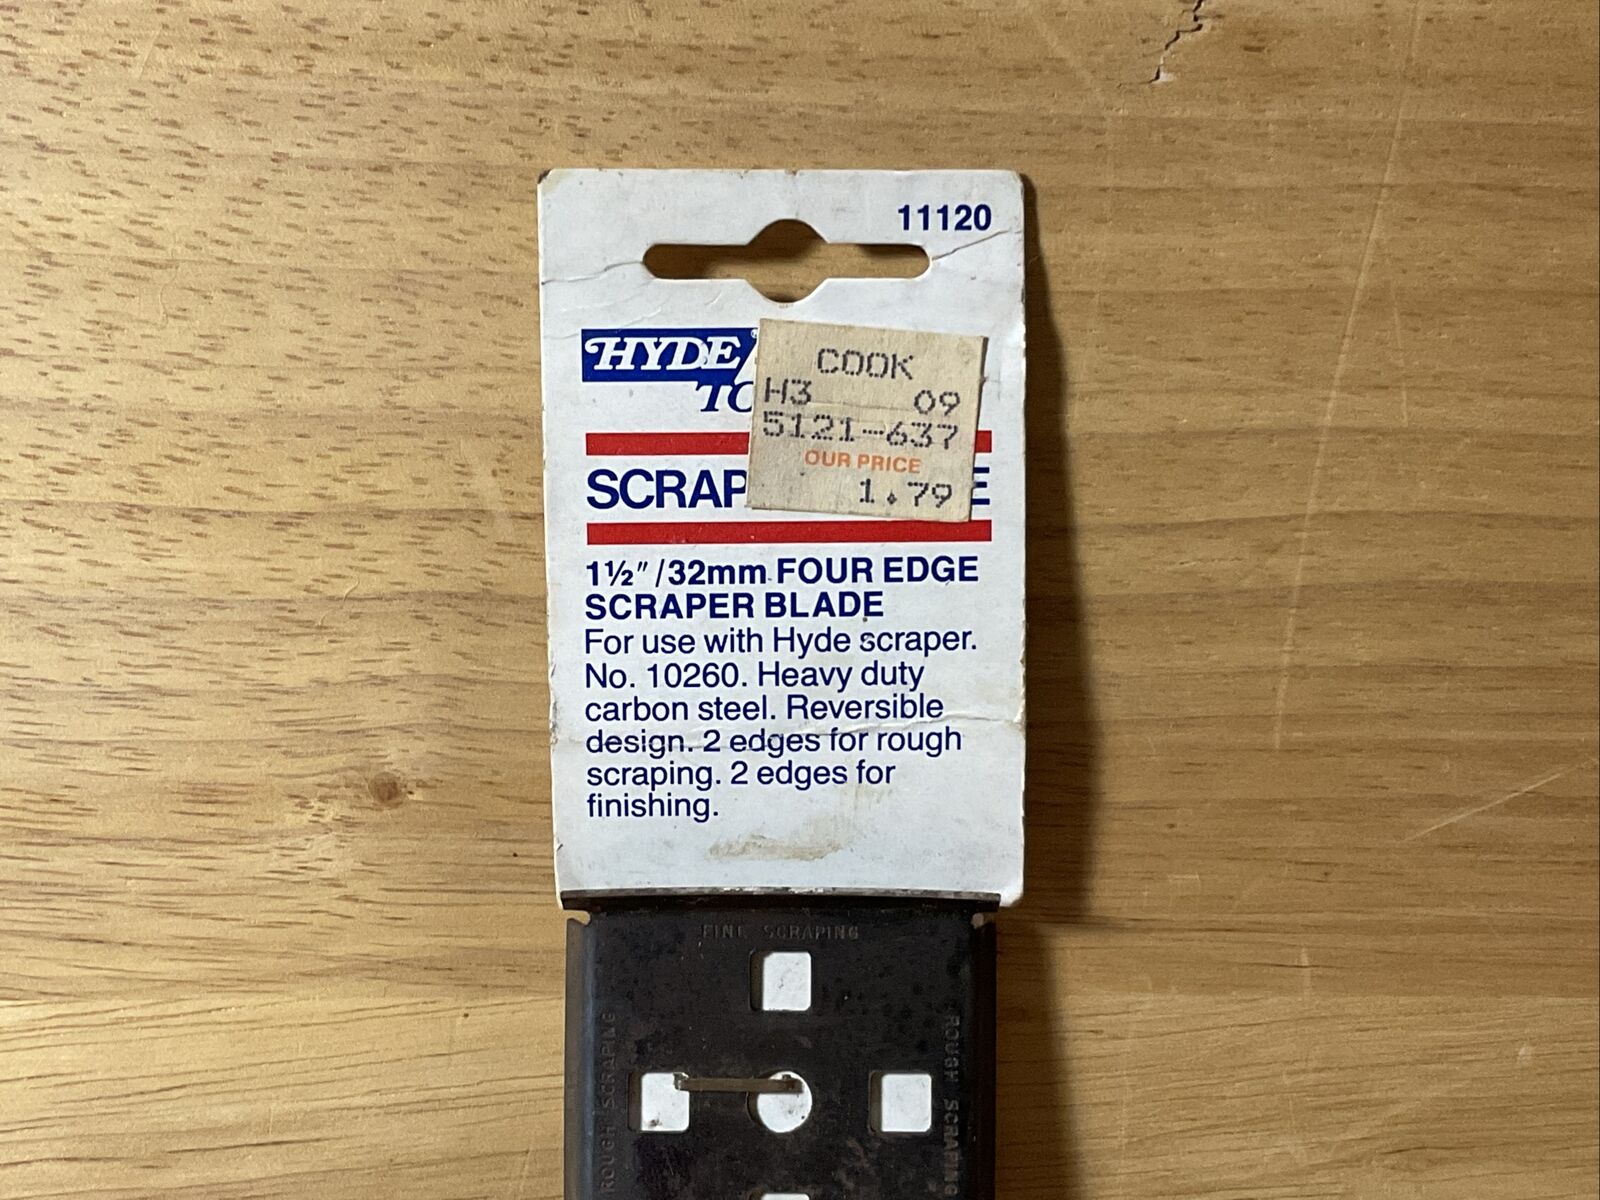 11120
HYDE
COOK
H3 09
5121-637
OUR PRICE
1.79
1½"/32mm FOUR EDGE
SCRAPER BLADE
For use with Hyde scraper.
No. 10260. Heavy duty
carbon steel. Reversible
design. 2 edges for rough
scraping. 2 edges for
finishing.
FINE SCRAPING
ROUGH SCRAPING
ROUGH SCRAPING